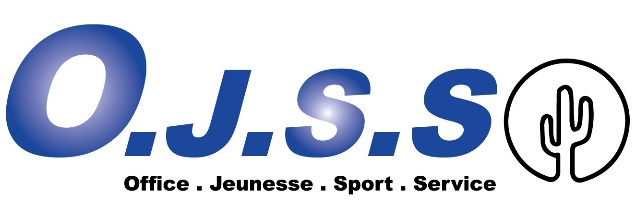 O.J.S.S
Office . Jeunesse . Sport . Service